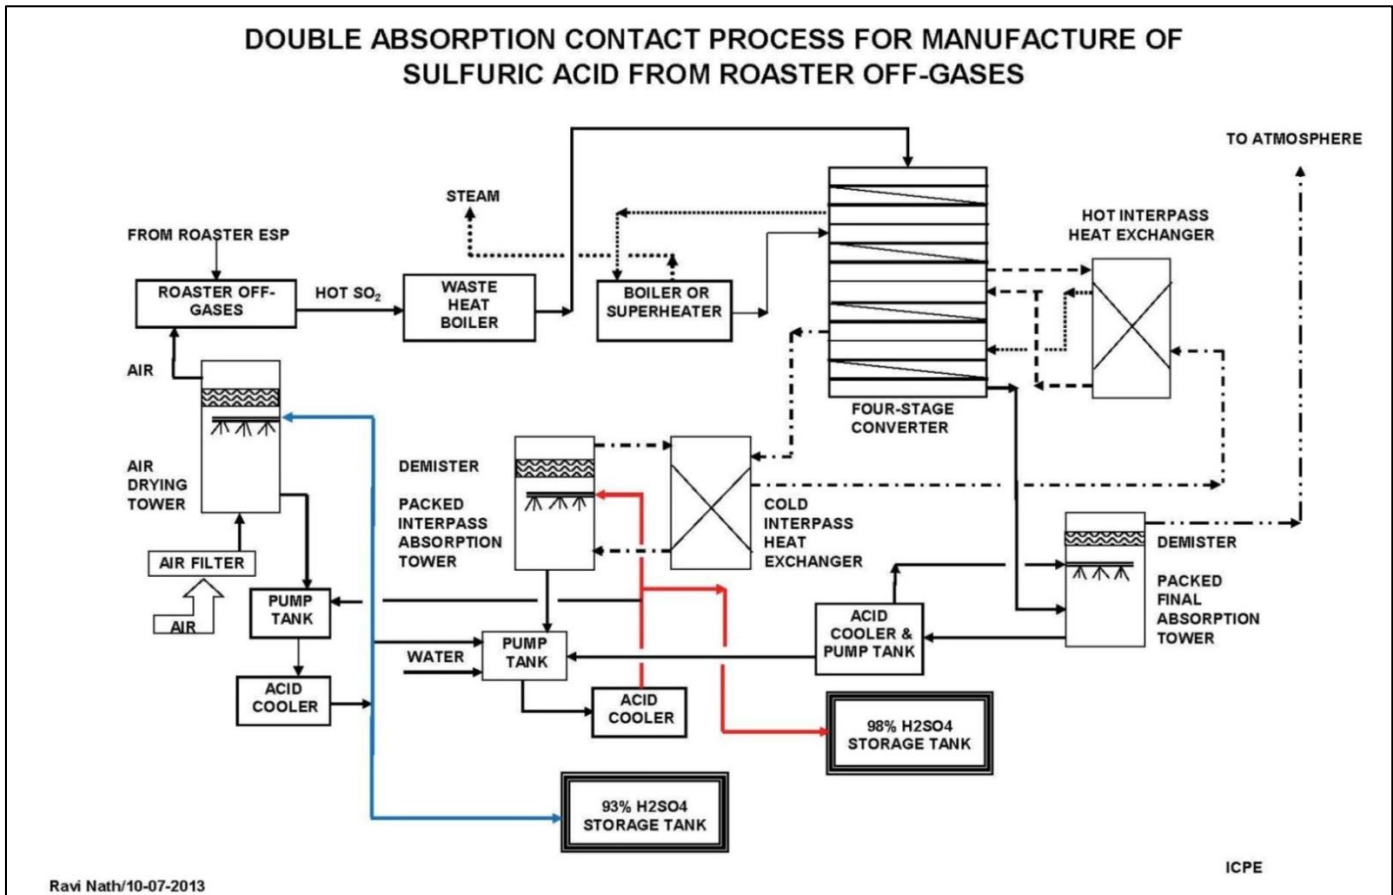 DOUBLE ABSORPTION CONTACT PROCESS FOR MANUFACTURE OF
SULFURIC ACID FROM ROASTER OFF-GASES
TO ATMOSPHERE
STEAM
HOT INTERPASS
HEAT EXCHANGER
FROM ROASTER ESP
ROASTER OFF-
GASES
HOT SO₂
WASTE
HEAT
BOILER
BOILER OR
SUPERHEATER
AIR
FOUR-STAGE
CONVERTER
AIR
DRYING
TOWER
DEMISTER
PACKED
INTERPASS
ABSORPTION
TOWER
COLD
INTERPASS
HEAT
EXCHANGER
DEMISTER
PACKED
FINAL
ABSORPTION
TOWER
AIR FILTER
AIR
PUMP
TANK
ACID
COOLER
WATER
PUMP
TANK
ACID
COOLER
ACID
COOLER &
PUMP TANK
98% H2SO4
STORAGE TANK
93% H2SO4
STORAGE TANK
ICPE
Ravi Nath/10-07-2013